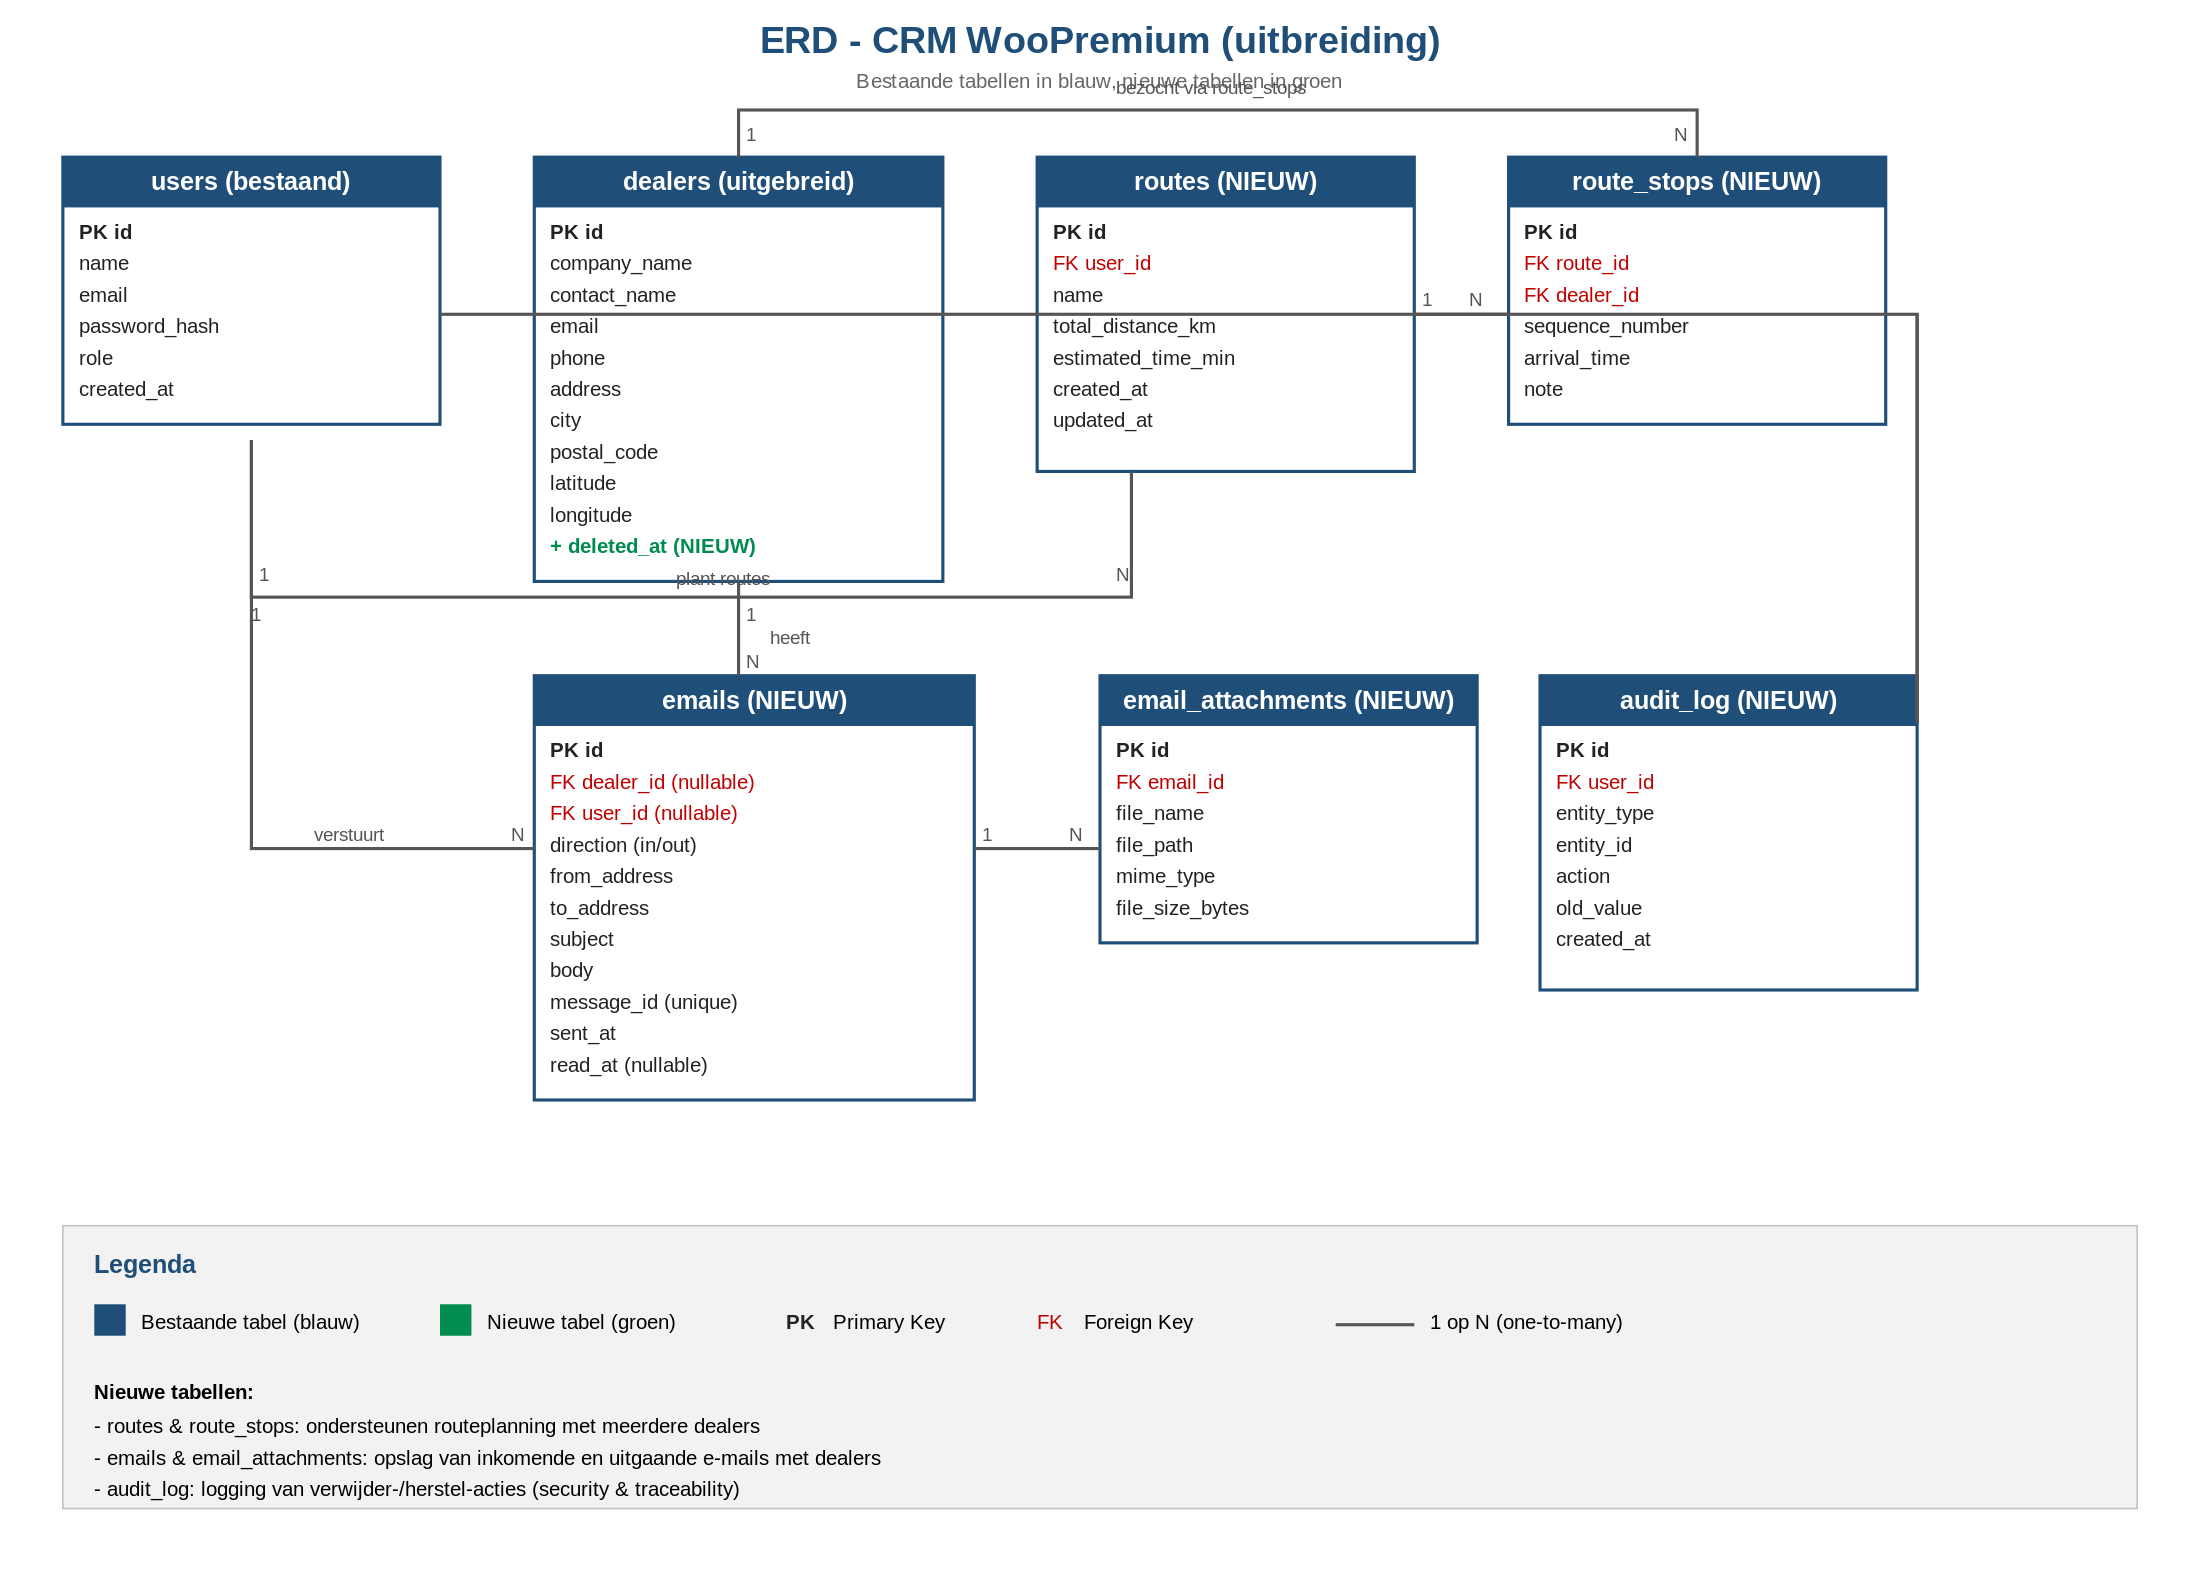 ERD - CRM WooPremium (uitbreiding)
Bestaande tabellen in blauw, nieuwe tabellen in groen
bezocht via route_stops
1
N
users (bestaand)
PK id
name
email
password_hash
role
created_at
dealers (uitgebreid)
PK id
company_name
contact_name
email
phone
address
city
postal_code
latitude
longitude
+ deleted_at (NIEUW)
routes (NIEUW)
PK id
FK user_id
name
total_distance_km
estimated_time_min
created_at
updated_at
1
N
route_stops (NIEUW)
PK id
FK route_id
FK dealer_id
sequence_number
arrival_time
note
1
plant routes
N
1
1
heeft
N
verstuurt
N
emails (NIEUW)
PK id
FK dealer_id (nullable)
FK user_id (nullable)
direction (in/out)
from_address
to_address
subject
body
message_id (unique)
sent_at
read_at (nullable)
1
N
email_attachments (NIEUW)
PK id
FK email_id
file_name
file_path
mime_type
file_size_bytes
audit_log (NIEUW)
PK id
FK user_id
entity_type
entity_id
action
old_value
created_at
Legenda
Bestaande tabel (blauw)
Nieuwe tabel (groen)
PK Primary Key
FK Foreign Key
1 op N (one-to-many)
Nieuwe tabellen:
- routes & route_stops: ondersteunen routeplanning met meerdere dealers
- emails & email_attachments: opslag van inkomende en uitgaande e-mails met dealers
- audit_log: logging van verwijder-/herstel-acties (security & traceability)